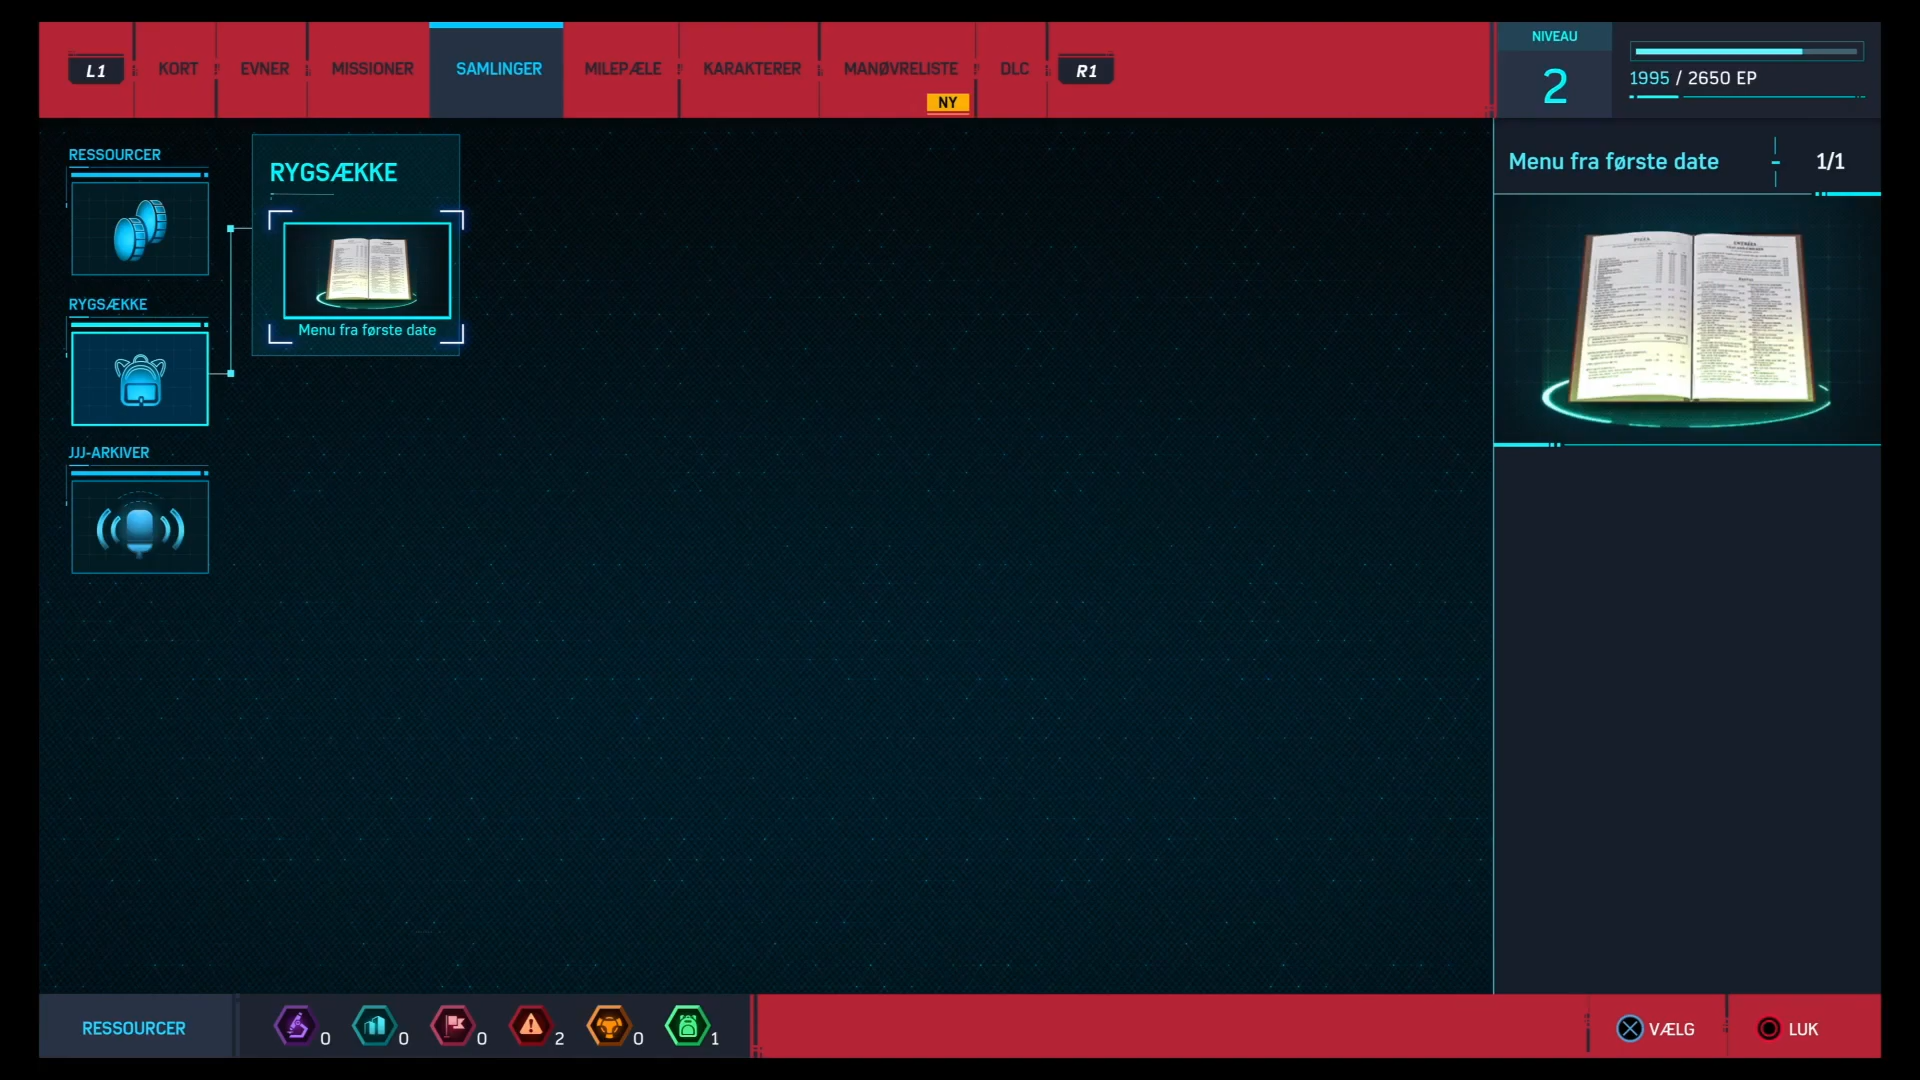 L1
KORT
EVNER
MISSIONER
SAMLINGER
MILEPÆLE
KARAKTERER
MANØVRELISTE
NY
DLC
R1
NIVEAU
2
1995 / 2650 EP
RESSOURCER
RYGSÆKKE
JJJ-ARKIVER
RYGSÆKKE
Menu fra første date
Menu fra første date
1/1
RESSOURCER
0
0
0
2
0
1
VÆLG
LUK